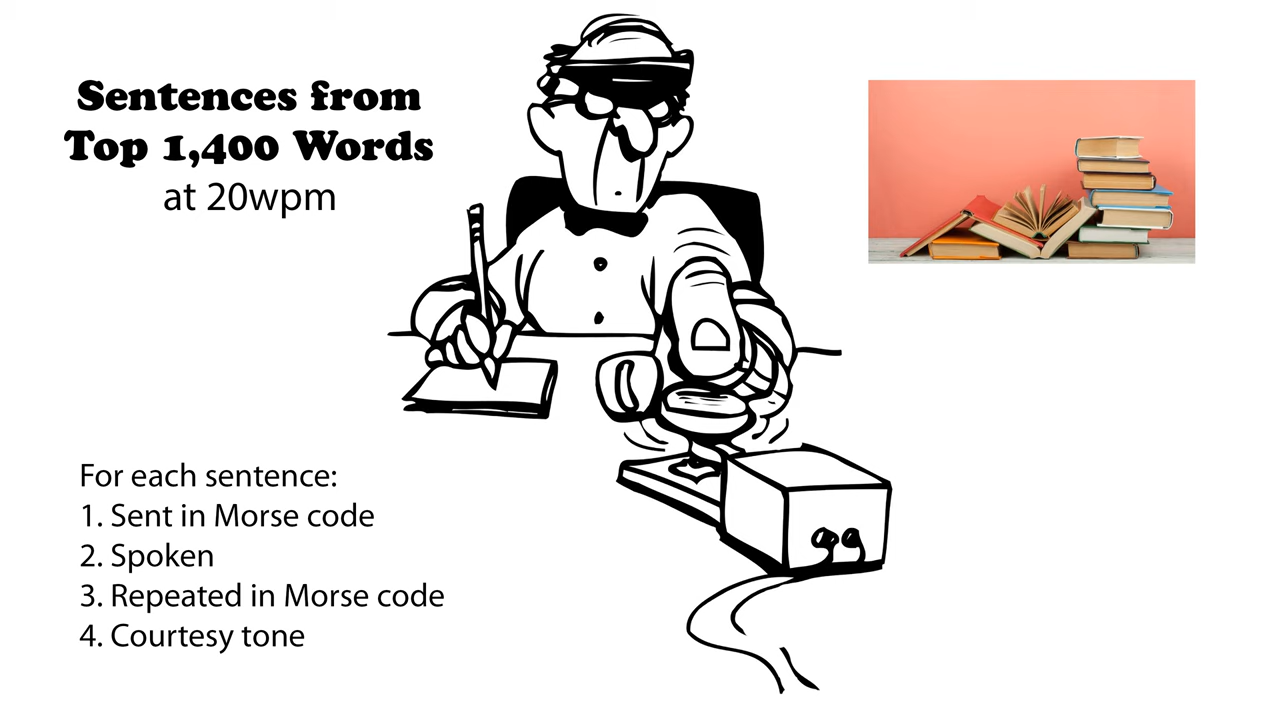 Sentences from
Top 1,400 Words
at 20wpm
For each sentence:
1. Sent in Morse code
2. Spoken
3. Repeated in Morse code
4. Courtesy tone